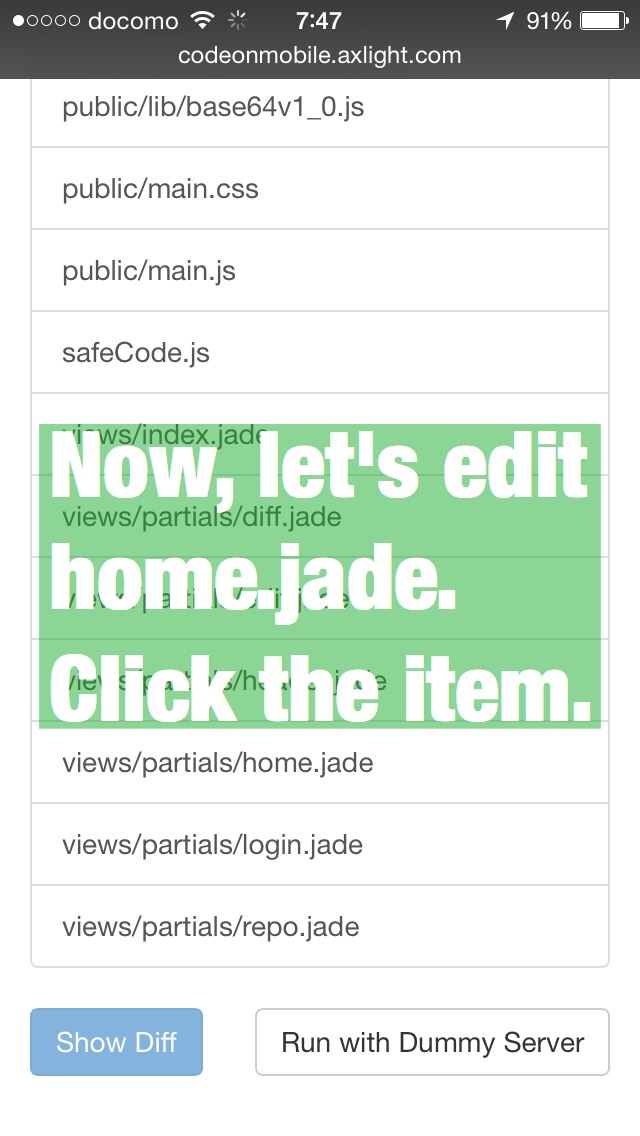 docomo 7:47 91%
codeonmobile.axlight.com
public/lib/base64v1_0.js
public/main.css
public/main.js
safeCode.js
views/index.jade
Now, let's edit
views/partials/diff.jade
home.jade.
Click the item.
views/partials/home.jade
views/partials/login.jade
views/partials/repo.jade
Show Diff
Run with Dummy Server